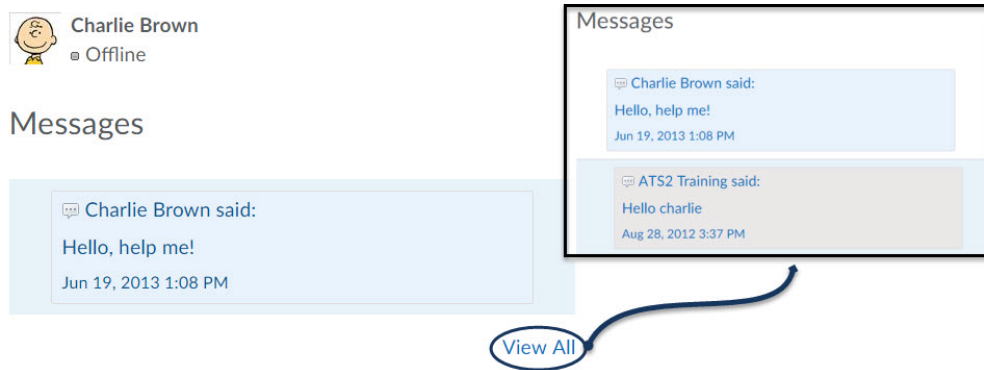 Charlie Brown
Offline
Messages
Charlie Brown said:
Hello, help me!
Jun 19, 2013 1:08 PM
View All
Messages
Charlie Brown said:
Hello, help me!
Jun 19, 2013 1:08 PM
ATS2 Training said:
Hello charlie
Aug 28, 2012 3:37 PM